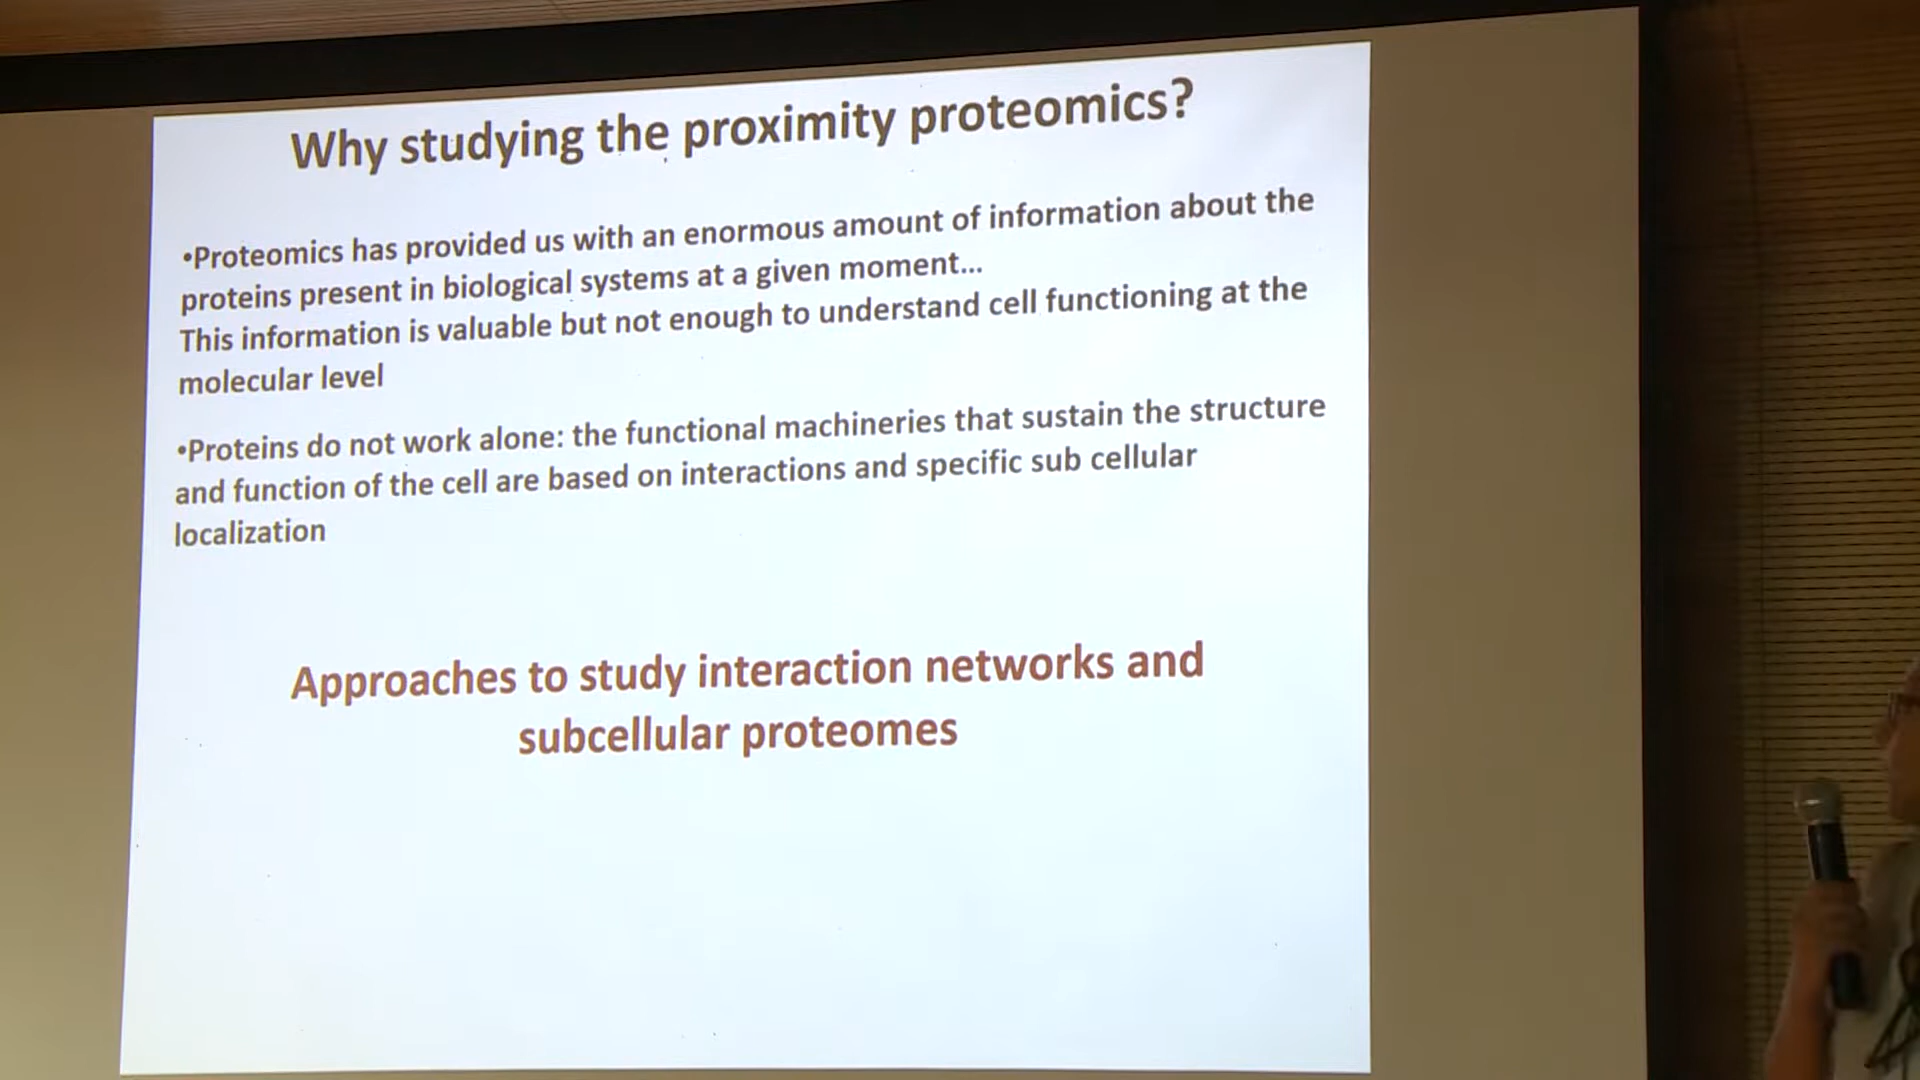 Why studying the proximity proteomics?
•Proteomics has provided us with an enormous amount of information about the
proteins present in biological systems at a given moment...
This information is valuable but not enough to understand cell functioning at the
molecular level
•Proteins do not work alone: the functional machineries that sustain the structure
and function of the cell are based on interactions and specific sub cellular
localization
Approaches to study interaction networks and
subcellular proteomes